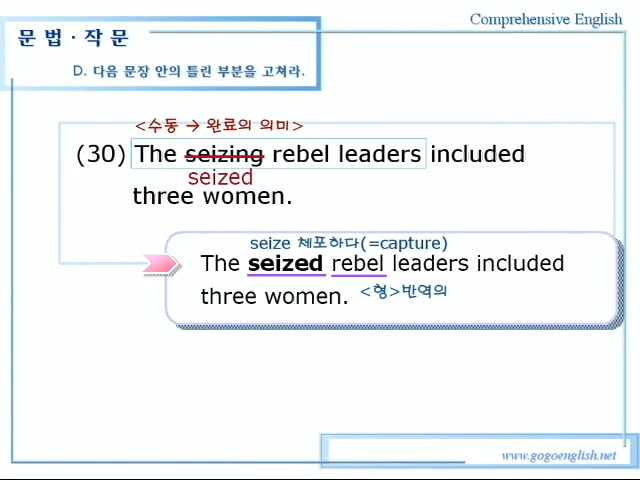 Comprehensive English
문 법 · 작 문
D. 다음 문장 안의 틀린 부분을 고쳐라.
<수동 → 완료의 의미>
(30) The seizing rebel leaders included
seized
three women.
seize 체포하다(=capture)
The seized rebel leaders included
three women. <형>반역의
www.gogoenglish.net